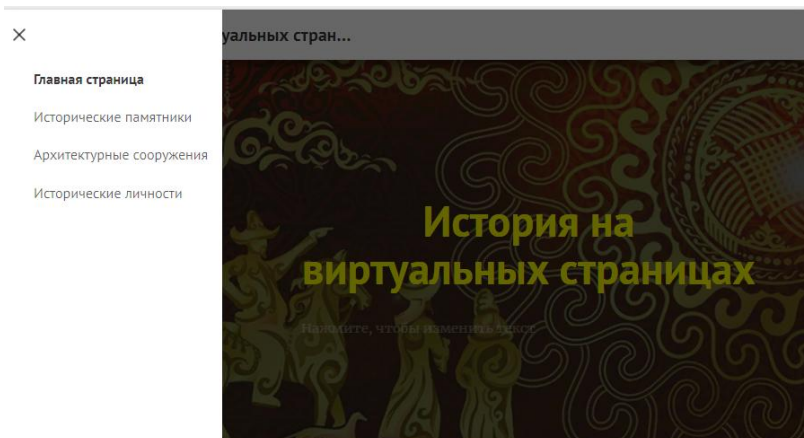 уальных стран...
Главная страница
Исторические памятники
Архитектурные сооружения
Исторические личности
История на
виртуальных страницах
Нажмите, чтобы изменить текст